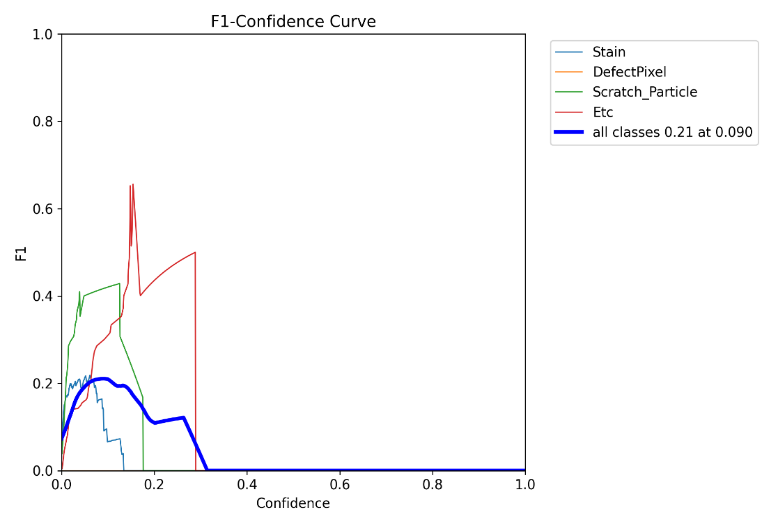 F1-Confidence Curve
1.0
0.8
0.6
0.4
0.2
0.0
F1
0.0 0.2 0.4 0.6 0.8 1.0
Confidence
Stain
DefectPixel
Scratch_Particle
Etc
all classes 0.21 at 0.090